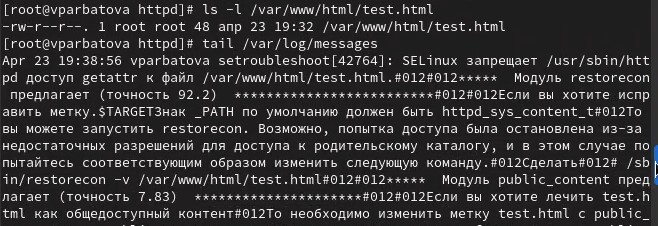 [root@vparbatova httpd]# ls -l /var/www/html/test.html
-rw-r--r--. 1 root root 48 апр 23 19:32 /var/www/html/test.html
[root@vparbatova httpd]# tail /var/log/messages
Apr 23 19:38:56 vparbatova setroubleshoot[42764]: SELinux запрещает /usr/sbin/htt
pd доступ getattr к файл /var/www/html/test.html.#012#012*****  Модуль restorecon
 предлагает (точность 92.2)  ************************#012#012Если вы хотите испр
авить метку.$TARGETЗнак _PATH по умолчанию должен быть httpd_sys_content_t#012То
 вы можете запустить restorecon. Возможно, попытка доступа была остановлена из-за
 недостаточных разрешений для доступа к родительскому каталогу, и в этом случае по
пытайтесь соответствующим образом изменить следующую команду.#012Сделать#012# /sb
in/restorecon -v /var/www/html/test.html#012#012*****  Модуль public_content пред
лагает (точность 7.83)  ********************#012#012Если вы хотите лечить test.h
tml как общедоступный контент#012То необходимо изменить метку test.html с public_